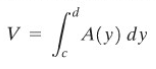 V = ∫_c^d A(y) dy